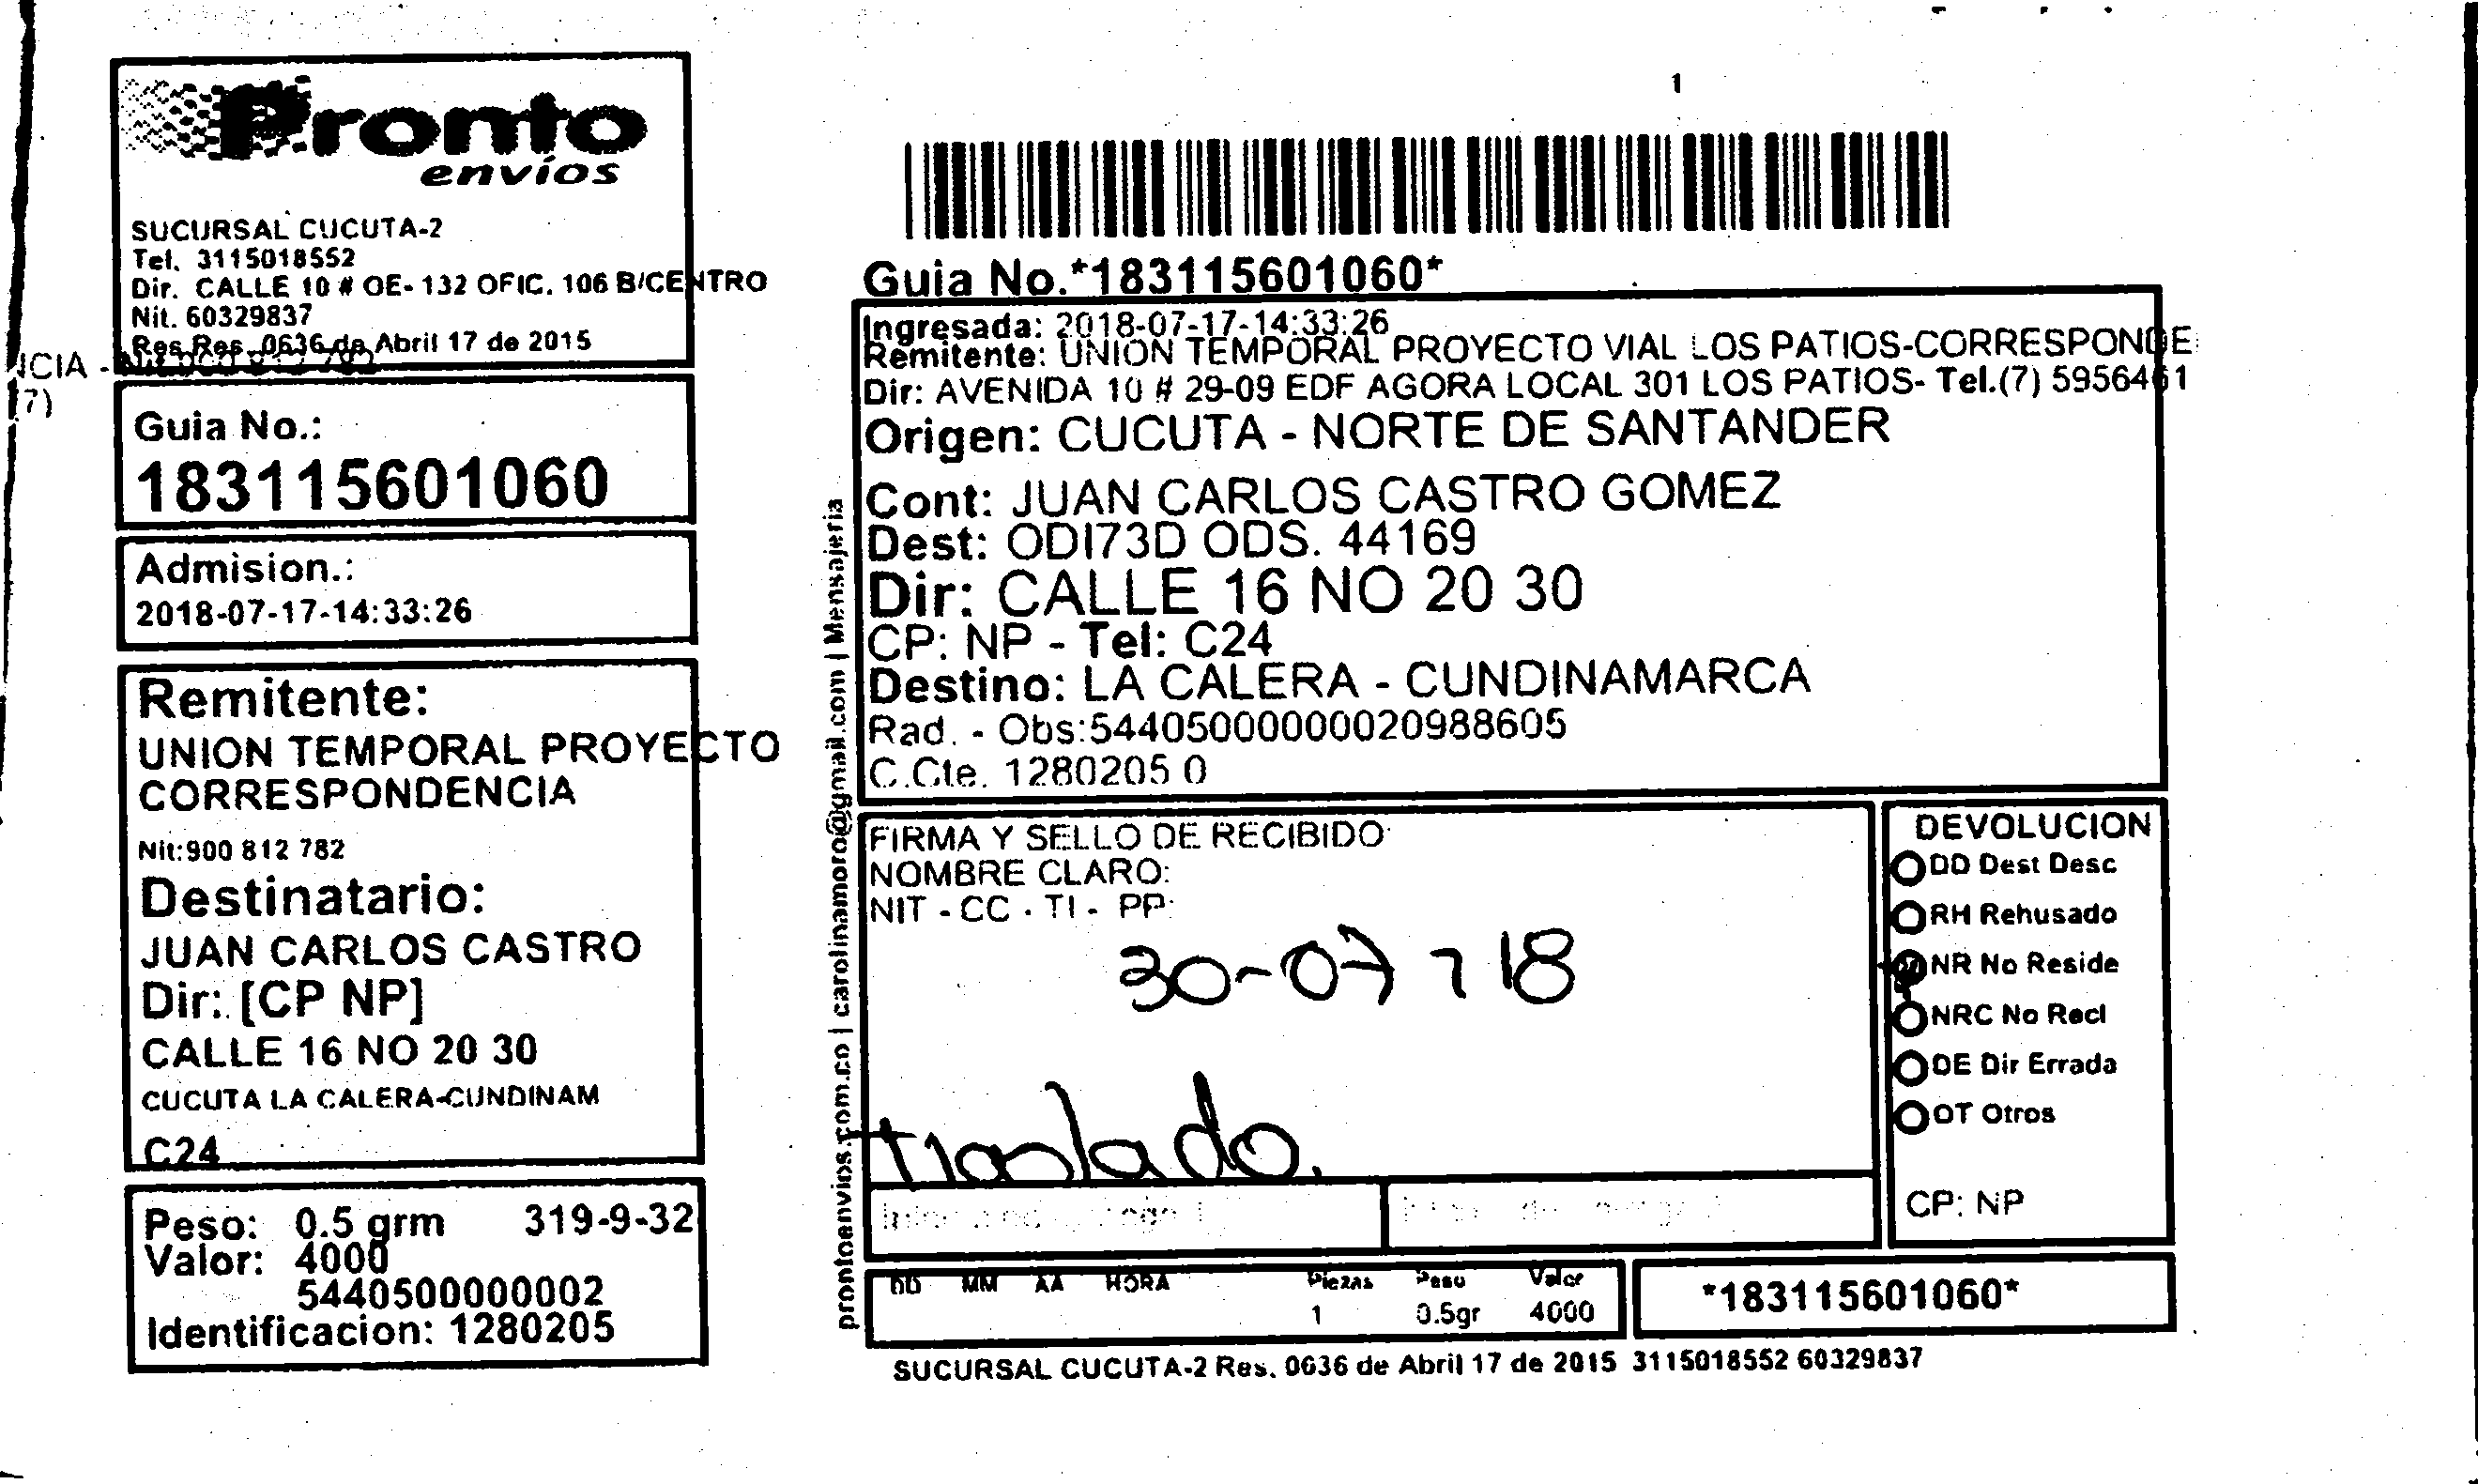 Pronto
envíos
SUCURSAL CUCUTA-2
Tel. 3115018552
Dir. CALLE 10 # OE- 132 OFIC. 106 B/CENTRO
Nit. 60329837
Res Res. 0636 de Abril 17 de 2015
NCIA -
(7)
Guia No.:
183115601060
Admision.:
2018-07-17-14:33:26
Remitente:
UNION TEMPORAL PROYECTO
CORRESPONDENCIA
Nit:900 812 782
Destinatario:
JUAN CARLOS CASTRO
Dir: [CP NP]
CALLE 16 NO 20 30
CUCUTA LA CALERA-CUNDINAM
C24
Peso: 0.5 grm 319-9-32
Valor: 4000
5440500000002
Identificacion: 1280205
prontoenvios.com.co | carolinamoro@gmail.com | Mensajeria
1
Guia No.*183115601060*
Ingresada: 2018-07-17-14:33:26
Remitente: UNION TEMPORAL PROYECTO VIAL LOS PATIOS-CORRESPONDE
Dir: AVENIDA 10 # 29-09 EDF AGORA LOCAL 301 LOS PATIOS- Tel.(7) 5956461
Origen: CUCUTA - NORTE DE SANTANDER
Cont: JUAN CARLOS CASTRO GOMEZ
Dest: ODI73D ODS. 44169
Dir: CALLE 16 NO 20 30
CP: NP - Tel: C24
Destino: LA CALERA - CUNDINAMARCA
Rad. - Obs:544050000000020988605
C.Cte. 1280205 0
FIRMA Y SELLO DE RECIBIDO
NOMBRE CLARO:
NIT - CC - TI - PP:
30-07-18
traslado.
DEVOLUCION
DD Dest Desc
RH Rehusado
NR No Reside
NRC No Recl
DE Dir Errada
OT Otros
CP: NP
DD MM AA HORA Piezas Peso Valor
1 0.5gr 4000
*183115601060*
SUCURSAL CUCUTA-2 Res. 0636 de Abril 17 de 2015 3115018552 60329837